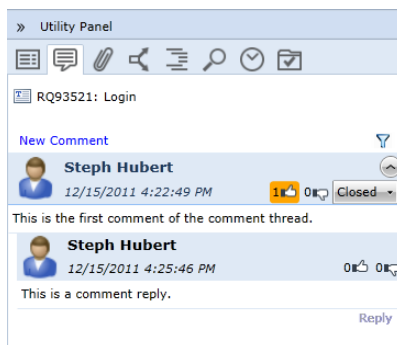 » Utility Panel
RQ93521: Login
New Comment
Steph Hubert
12/15/2011 4:22:49 PM 1 0 Closed
This is the first comment of the comment thread.
Steph Hubert
12/15/2011 4:25:46 PM 0 0
This is a comment reply.
Reply